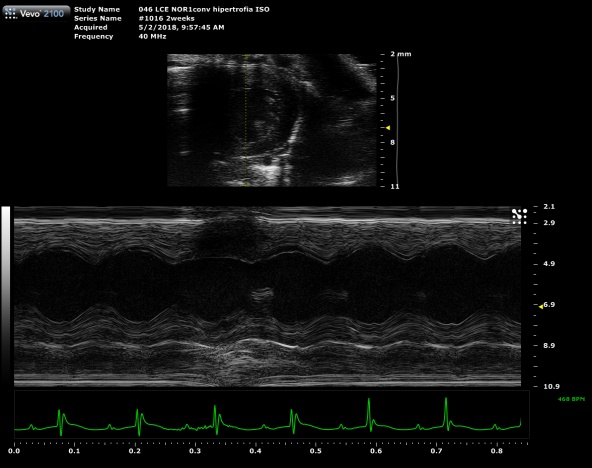 Vevo 2100
Study Name 046 LCE NOR1conv hipertrofia ISO
Series Name #1016 2weeks
Acquired 5/2/2018, 9:57:45 AM
Frequency 40 MHz
2 mm
5
8
11
2.1
2.9
4.9
6.9
8.9
10.9
468 BPM
0.0 0.1 0.2 0.3 0.4 0.5 0.6 0.7 0.8